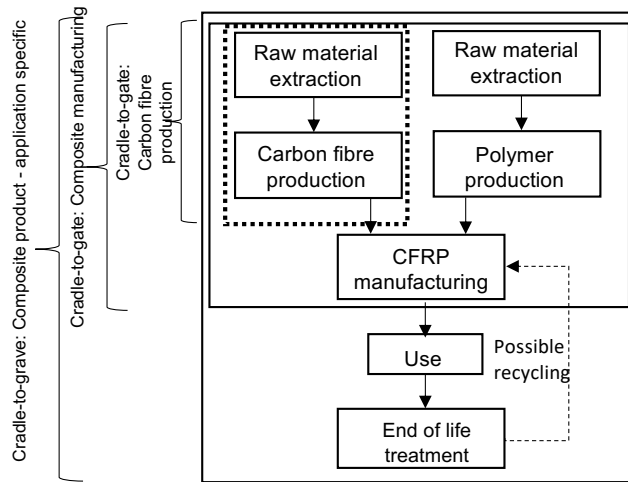 Cradle-to-grave: Composite product - application specific
Cradle-to-gate: Composite manufacturing
Cradle-to-gate:
Carbon fibre
production
Raw material
extraction
Raw material
extraction
Carbon fibre
production
Polymer
production
CFRP
manufacturing
Use
Possible
recycling
End of life
treatment